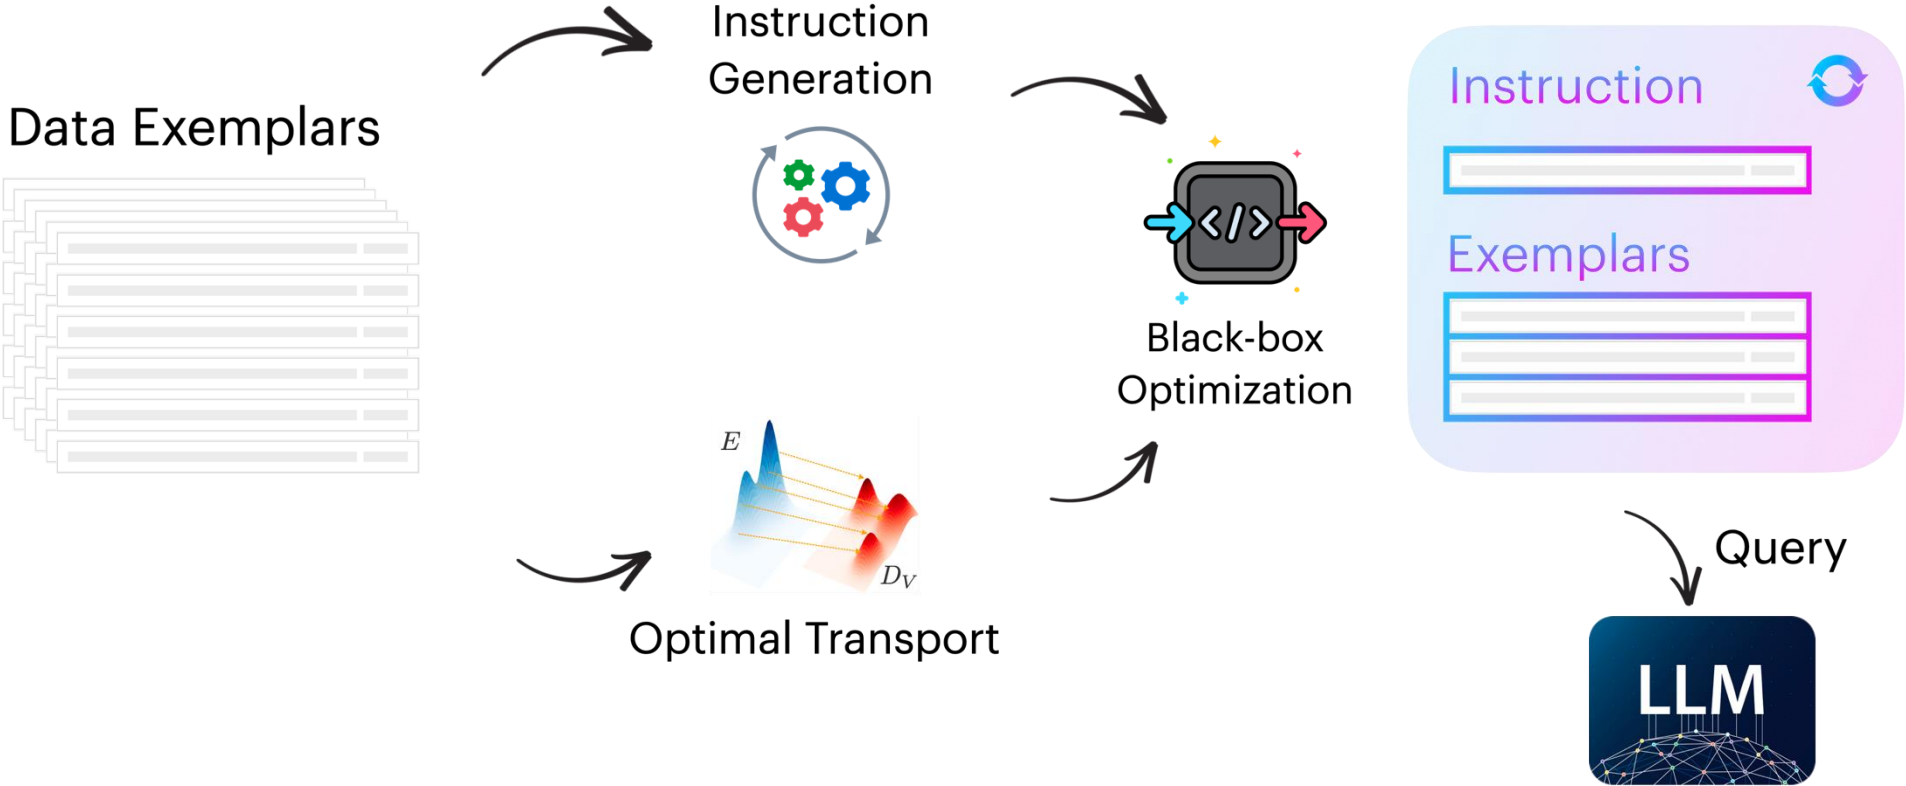 Data Exemplars
Instruction
Generation
E
D_V
Optimal Transport
</>
Black-box
Optimization
Instruction
Exemplars
Query
LLM